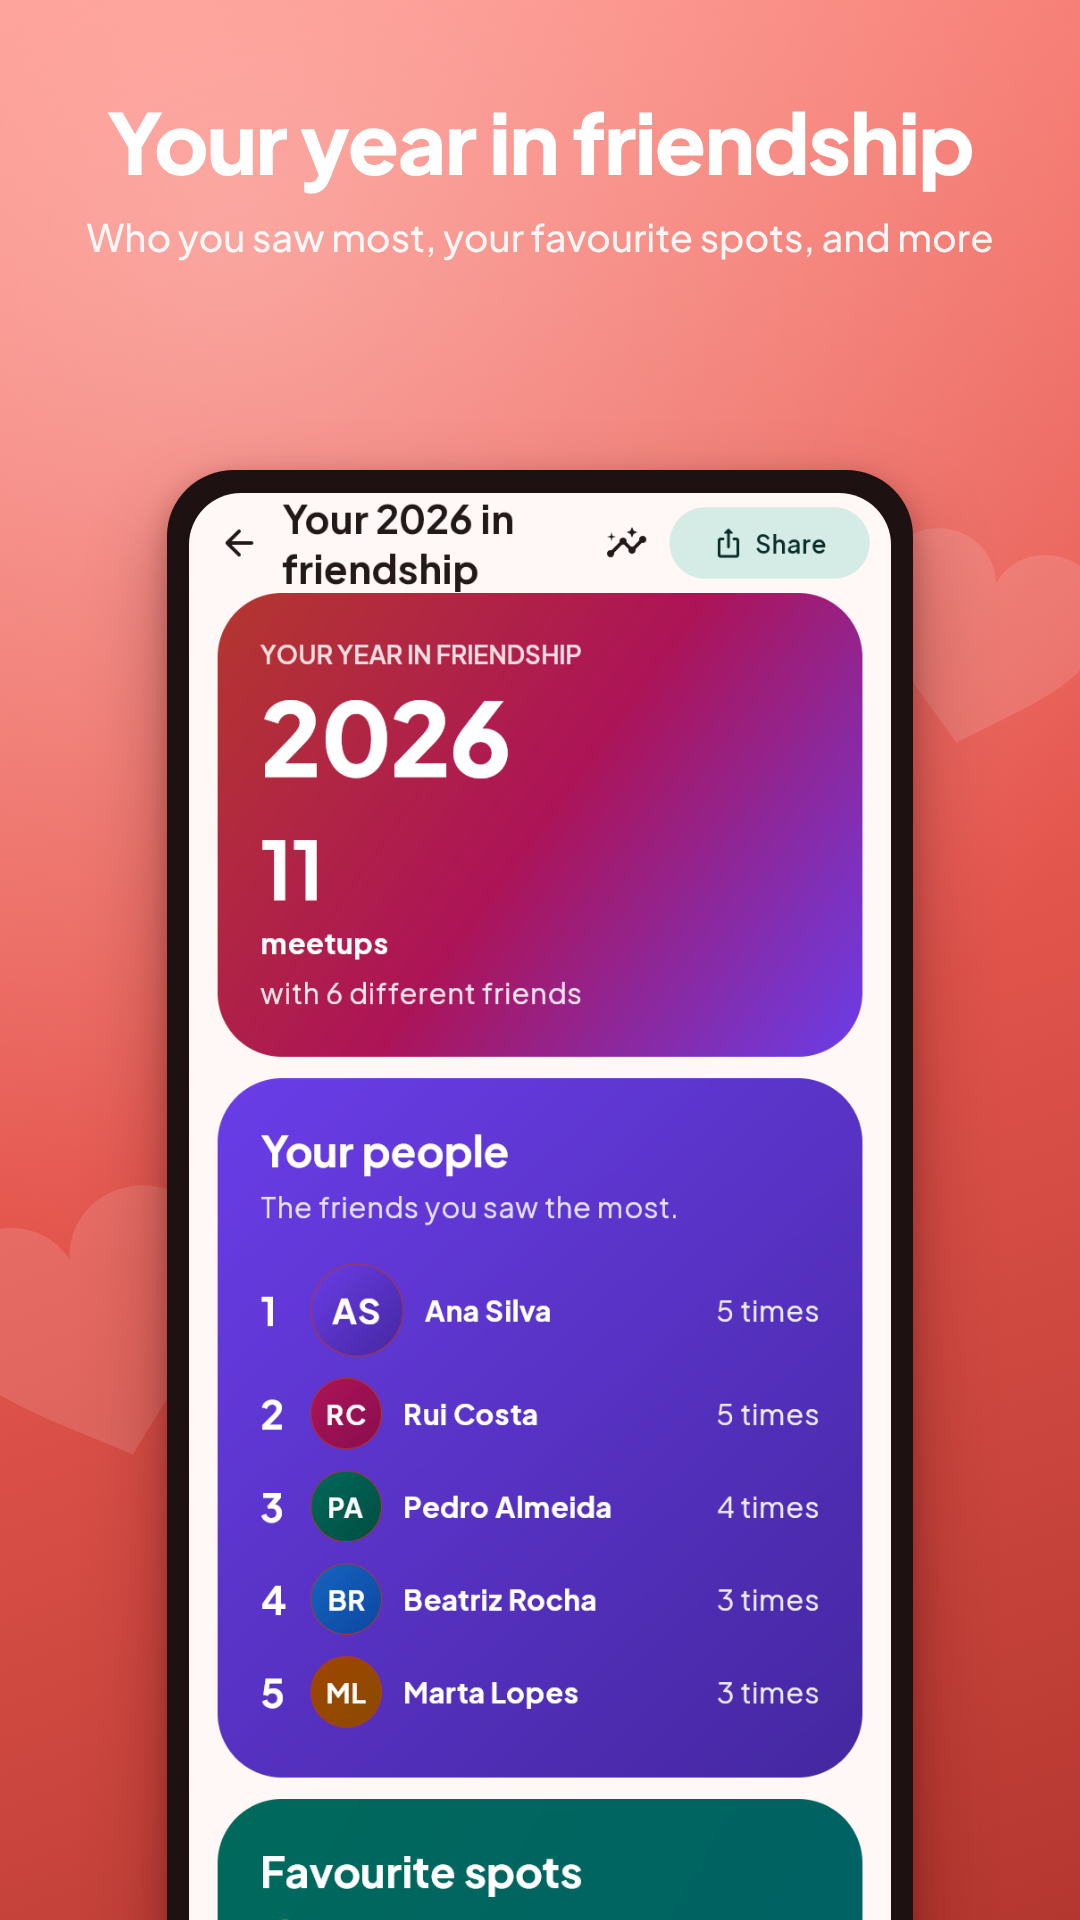 Your year in friendship
Who you saw most, your favourite spots, and more
Your 2026 in
friendship
Share
YOUR YEAR IN FRIENDSHIP
2026
11
meetups
with 6 different friends
Your people
The friends you saw the most.
1 AS Ana Silva 5 times
2 RC Rui Costa 5 times
3 PA Pedro Almeida 4 times
4 BR Beatriz Rocha 3 times
5 ML Marta Lopes 3 times
Favourite spots